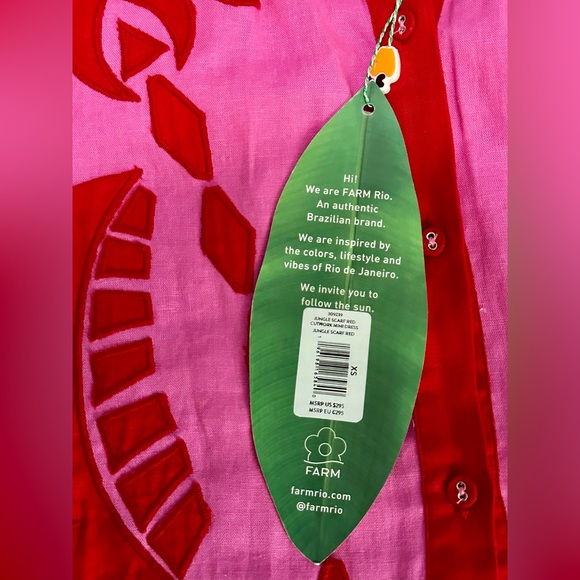 Hi!
We are FARM Rio.
An authentic
Brazilian brand.
We are inspired by
the colors, lifestyle and
vibes of Rio de Janeiro.
We invite you to
follow the sun.
JUNGLE SCARF RED
CUTWORK MINI DRESS
JUNGLE SCARF RED
XS
MSRP US $295
MSRP EU €295
FARM
farmrio.com
@farmrio